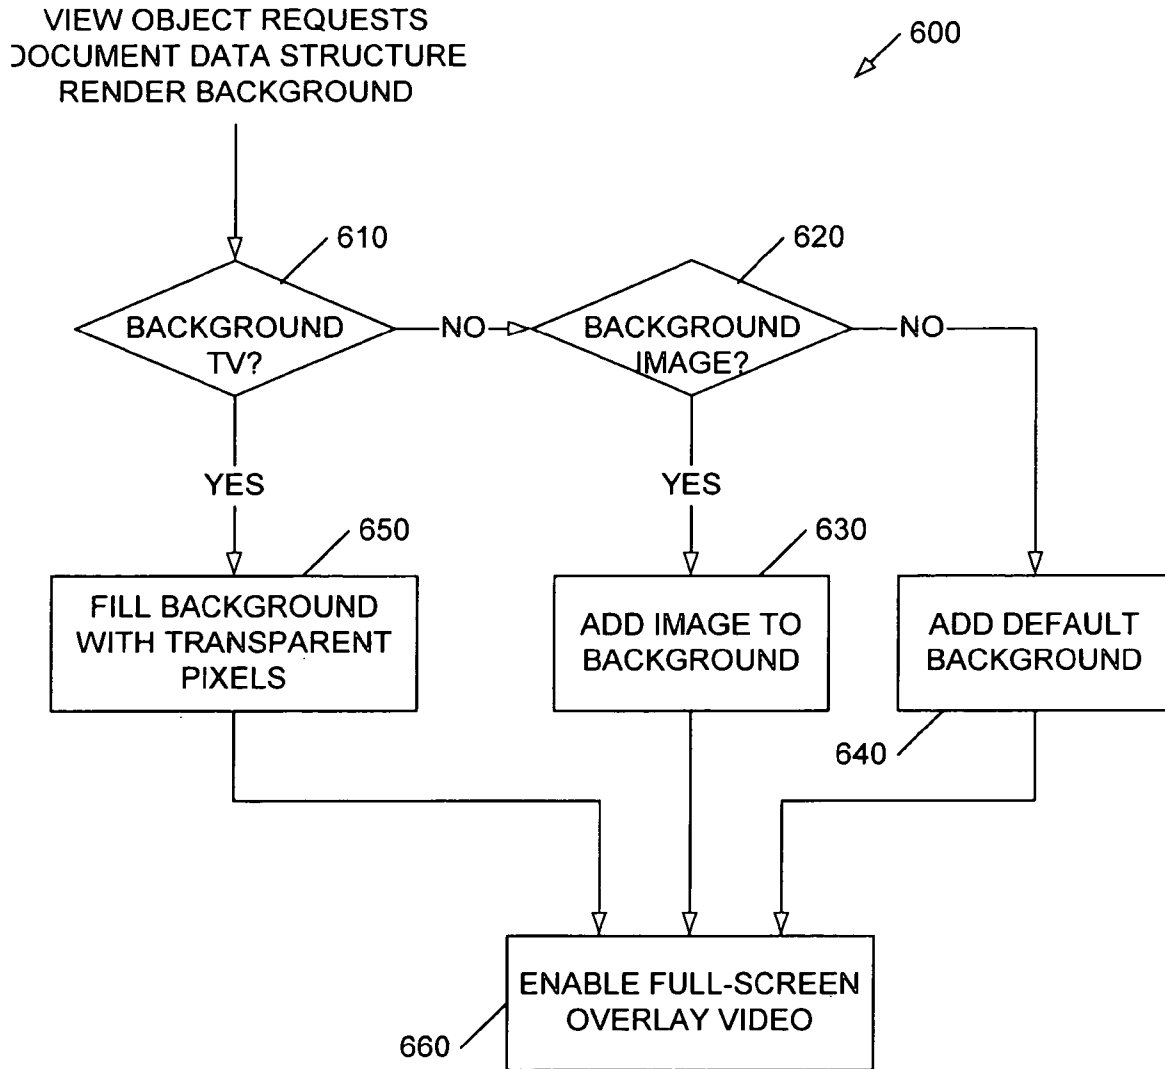 VIEW OBJECT REQUESTS
DOCUMENT DATA STRUCTURE
RENDER BACKGROUND
600
610
620
BACKGROUND
TV?
NO
BACKGROUND
IMAGE?
NO
YES
YES
650
630
FILL BACKGROUND
WITH TRANSPARENT
PIXELS
ADD IMAGE TO
BACKGROUND
ADD DEFAULT
BACKGROUND
640
ENABLE FULL-SCREEN
OVERLAY VIDEO
660